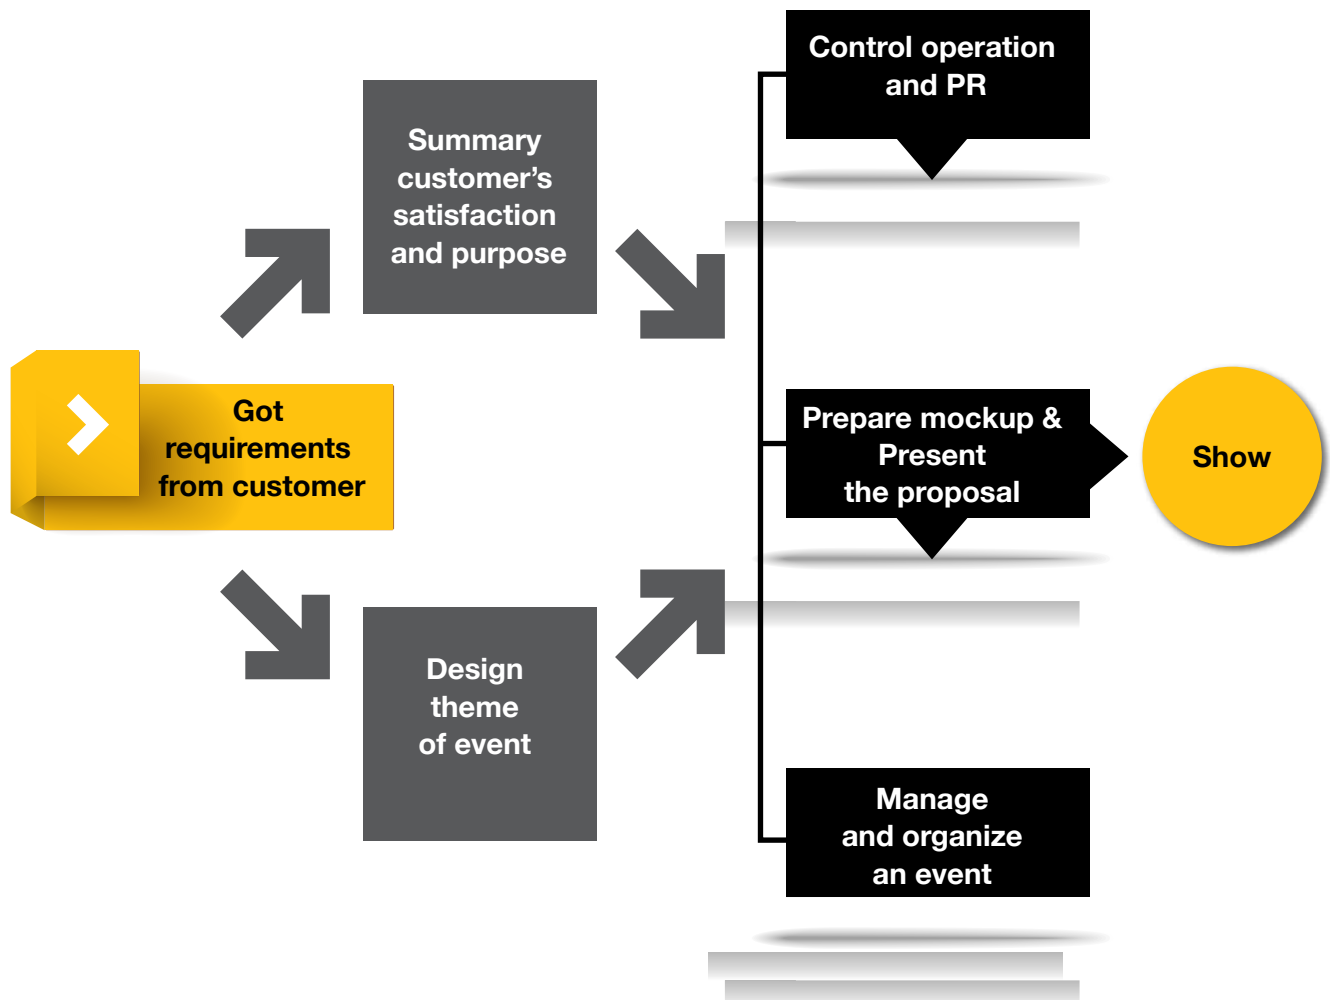 Got
requirements
from customer
Summary
customer’s
satisfaction
and purpose
Design
theme
of event
Control operation
and PR
Prepare mockup &
Present
the proposal
Manage
and organize
an event
Show